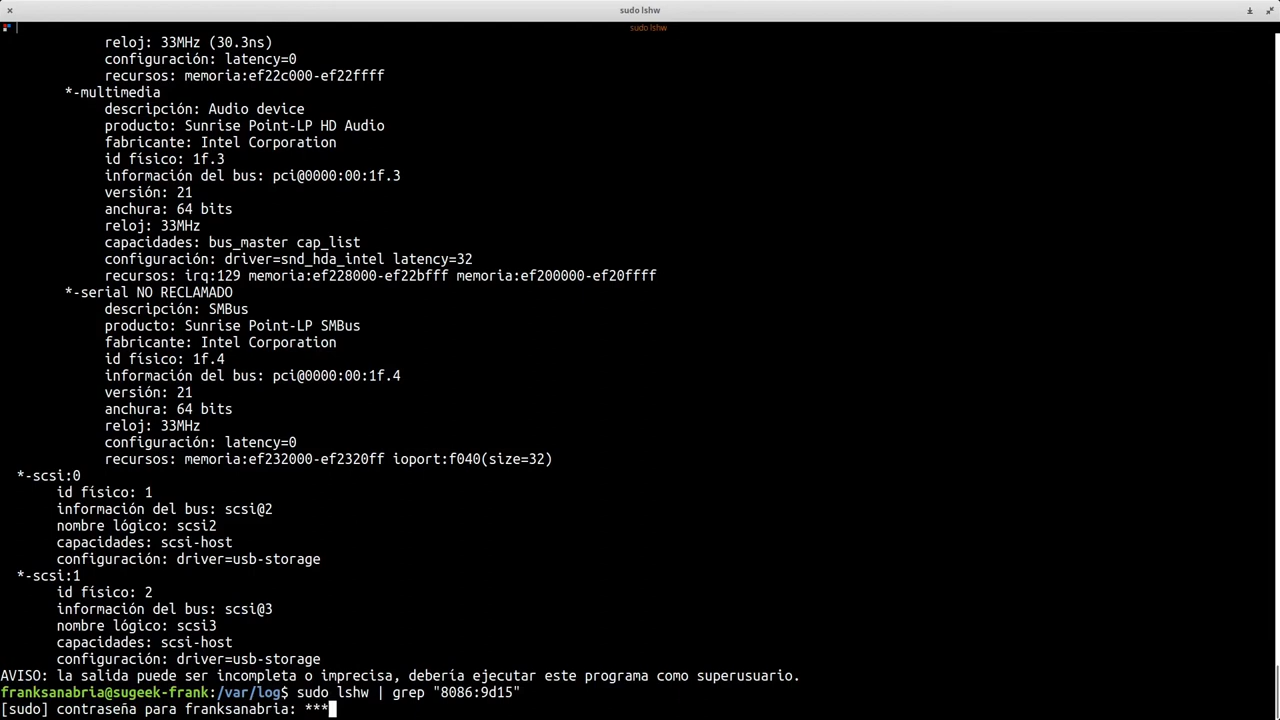 sudo lshw
sudo lshw
reloj: 33MHz (30.3ns)
configuración: latency=0
recursos: memoria:ef22c000-ef22ffff
*-multimedia
descripción: Audio device
producto: Sunrise Point-LP HD Audio
fabricante: Intel Corporation
id físico: 1f.3
información del bus: pci@0000:00:1f.3
versión: 21
anchura: 64 bits
reloj: 33MHz
capacidades: bus_master cap_list
configuración: driver=snd_hda_intel latency=32
recursos: irq:129 memoria:ef228000-ef22bfff memoria:ef200000-ef20ffff
*-serial NO RECLAMADO
descripción: SMBus
producto: Sunrise Point-LP SMBus
fabricante: Intel Corporation
id físico: 1f.4
información del bus: pci@0000:00:1f.4
versión: 21
anchura: 64 bits
reloj: 33MHz
configuración: latency=0
recursos: memoria:ef232000-ef2320ff ioport:f040(size=32)
*-scsi:0
id físico: 1
información del bus: scsi@2
nombre lógico: scsi2
capacidades: scsi-host
configuración: driver=usb-storage
*-scsi:1
id físico: 2
información del bus: scsi@3
nombre lógico: scsi3
capacidades: scsi-host
configuración: driver=usb-storage
AVISO: la salida puede ser incompleta o imprecisa, debería ejecutar este programa como superusuario.
franksanabria@sugeek-frank:/var/log$ sudo lshw | grep "8086:9d15"
[sudo] contraseña para franksanabria: ***